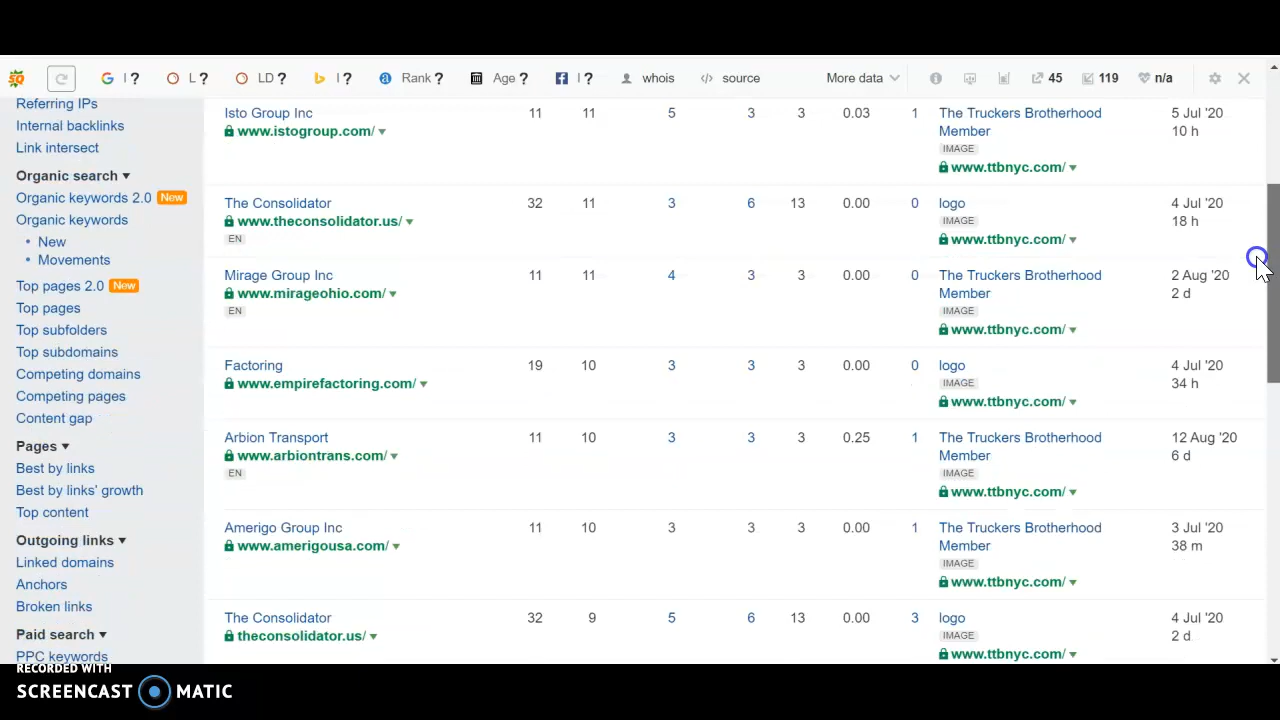 SQ
I ?
L ?
LD ?
I ?
Rank ?
Age ?
I ?
whois
source
More data
45
119
n/a
Referring IPs
Internal backlinks
Link intersect
Organic search
Organic keywords 2.0 New
Organic keywords
• New
• Movements
Top pages 2.0 New
Top pages
Top subfolders
Top subdomains
Competing domains
Competing pages
Content gap
Pages
Best by links
Best by links' growth
Top content
Outgoing links
Linked domains
Anchors
Broken links
Paid search
PPC keywords
Isto Group Inc 11 11 5 3 3 0.03 1 The Truckers Brotherhood 5 Jul '20
www.istogroup.com/ Member 10 h
IMAGE
www.ttbnyc.com/
The Consolidator 32 11 3 6 13 0.00 0 logo 4 Jul '20
www.theconsolidator.us/ IMAGE 18 h
EN www.ttbnyc.com/
Mirage Group Inc 11 11 4 3 3 0.00 0 The Truckers Brotherhood 2 Aug '20
www.mirageohio.com/ Member 2 d
EN IMAGE
www.ttbnyc.com/
Factoring 19 10 3 3 3 0.00 0 logo 4 Jul '20
www.empirefactoring.com/ IMAGE 34 h
www.ttbnyc.com/
Arbion Transport 11 10 3 3 3 0.25 1 The Truckers Brotherhood 12 Aug '20
www.arbiontrans.com/ Member 6 d
EN IMAGE
www.ttbnyc.com/
Amerigo Group Inc 11 10 3 3 3 0.00 1 The Truckers Brotherhood 3 Jul '20
www.amerigousa.com/ Member 38 m
IMAGE
www.ttbnyc.com/
The Consolidator 32 9 5 6 13 0.00 3 logo 4 Jul '20
theconsolidator.us/ IMAGE 2 d
www.ttbnyc.com/
RECORDED WITH
SCREENCAST MATIC